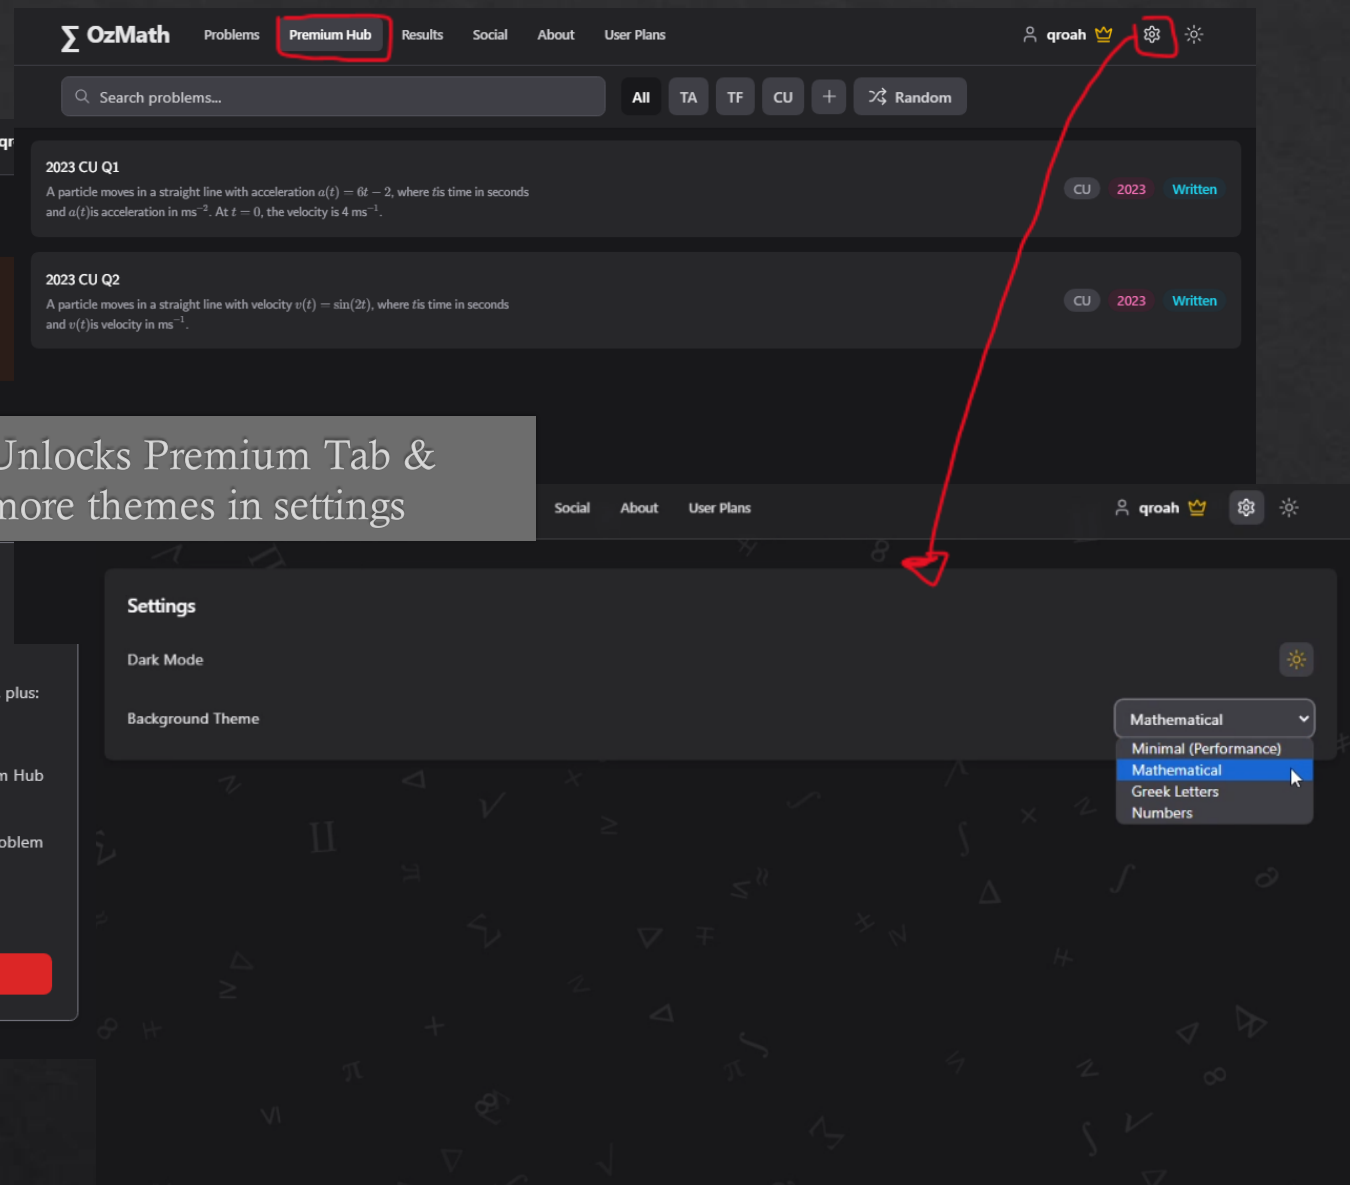 ∑ OzMath Problems Premium Hub Results Social About User Plans qroah
Search problems... All TA TF CU + Random
qr
2023 CU Q1
A particle moves in a straight line with acceleration a(t) = 6t − 2, where t is time in seconds
and a(t) is acceleration in ms⁻². At t = 0, the velocity is 4 ms⁻¹.
CU 2023 Written
2023 CU Q2
A particle moves in a straight line with velocity v(t) = sin(2t), where t is time in seconds
and v(t) is velocity in ms⁻¹.
CU 2023 Written
Unlocks Premium Tab &
more themes in settings
Social About User Plans qroah
Settings
Dark Mode
Background Theme Mathematical
Minimal (Performance)
Mathematical
Greek Letters
Numbers
plus:
m Hub
oblem